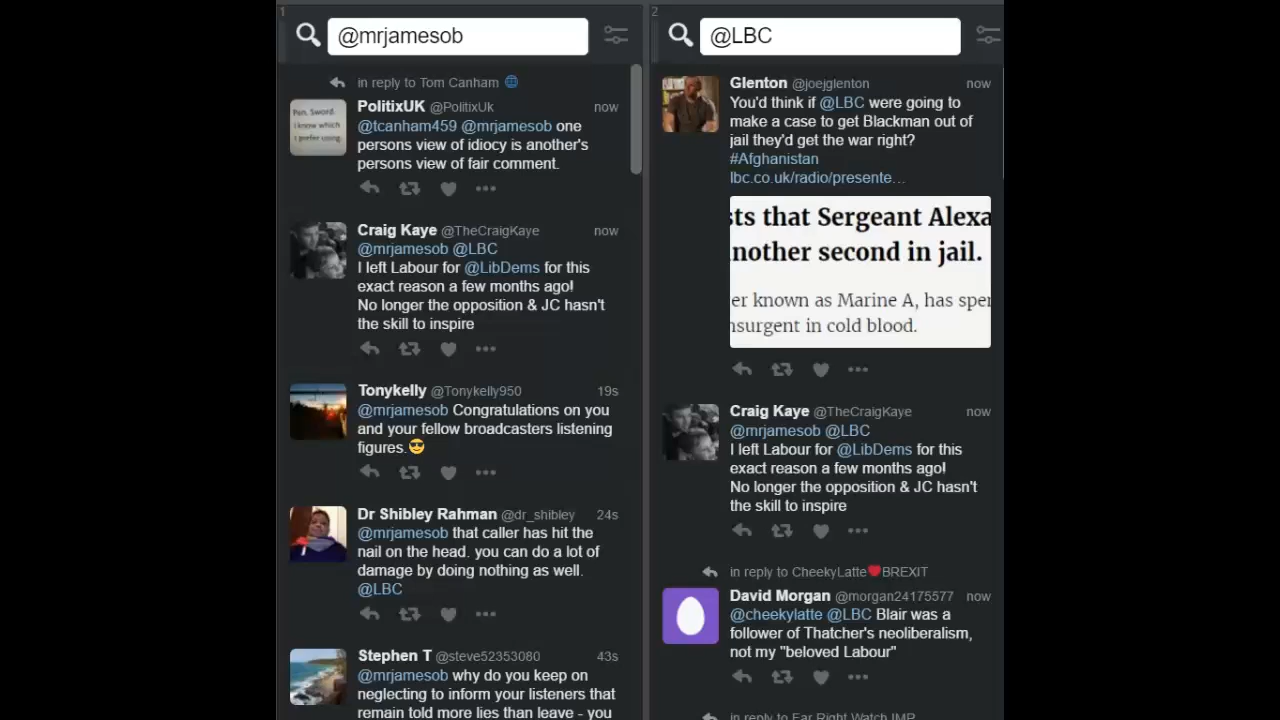 1
@mrjamesob
in reply to Tom Canham
PolitixUK @PolitixUk now
Pen. Sword.
I know which
I prefer using.
@tcanham459 @mrjamesob one
persons view of idiocy is another's
persons view of fair comment.
Craig Kaye @TheCraigKaye now
@mrjamesob @LBC
I left Labour for @LibDems for this
exact reason a few months ago!
No longer the opposition & JC hasn't
the skill to inspire
Tonykelly @Tonykelly950 19s
@mrjamesob Congratulations on you
and your fellow broadcasters listening
figures.😎
Dr Shibley Rahman @dr_shibley 24s
@mrjamesob that caller has hit the
nail on the head. you can do a lot of
damage by doing nothing as well.
@LBC
Stephen T @steve52353080 43s
@mrjamesob why do you keep on
neglecting to inform your listeners that
remain told more lies than leave - you
2
@LBC
Glenton @joejglenton now
You'd think if @LBC were going to
make a case to get Blackman out of
jail they'd get the war right?
#Afghanistan
lbc.co.uk/radio/presente…
sts that Sergeant Alexa
nother second in jail.
er known as Marine A, has spen
nsurgent in cold blood.
Craig Kaye @TheCraigKaye now
@mrjamesob @LBC
I left Labour for @LibDems for this
exact reason a few months ago!
No longer the opposition & JC hasn't
the skill to inspire
in reply to CheekyLatte❤BREXIT
David Morgan @morgan24175577 now
@cheekylatte @LBC Blair was a
follower of Thatcher's neoliberalism,
not my "beloved Labour"
in reply to Far Right Watch IMP